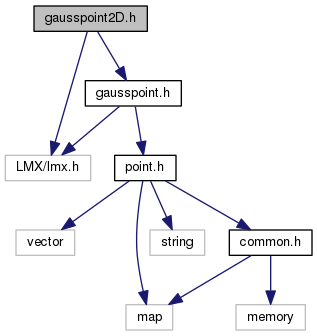 gausspoint2D.h
gausspoint.h
LMX/lmx.h
point.h
vector
string
common.h
map
memory